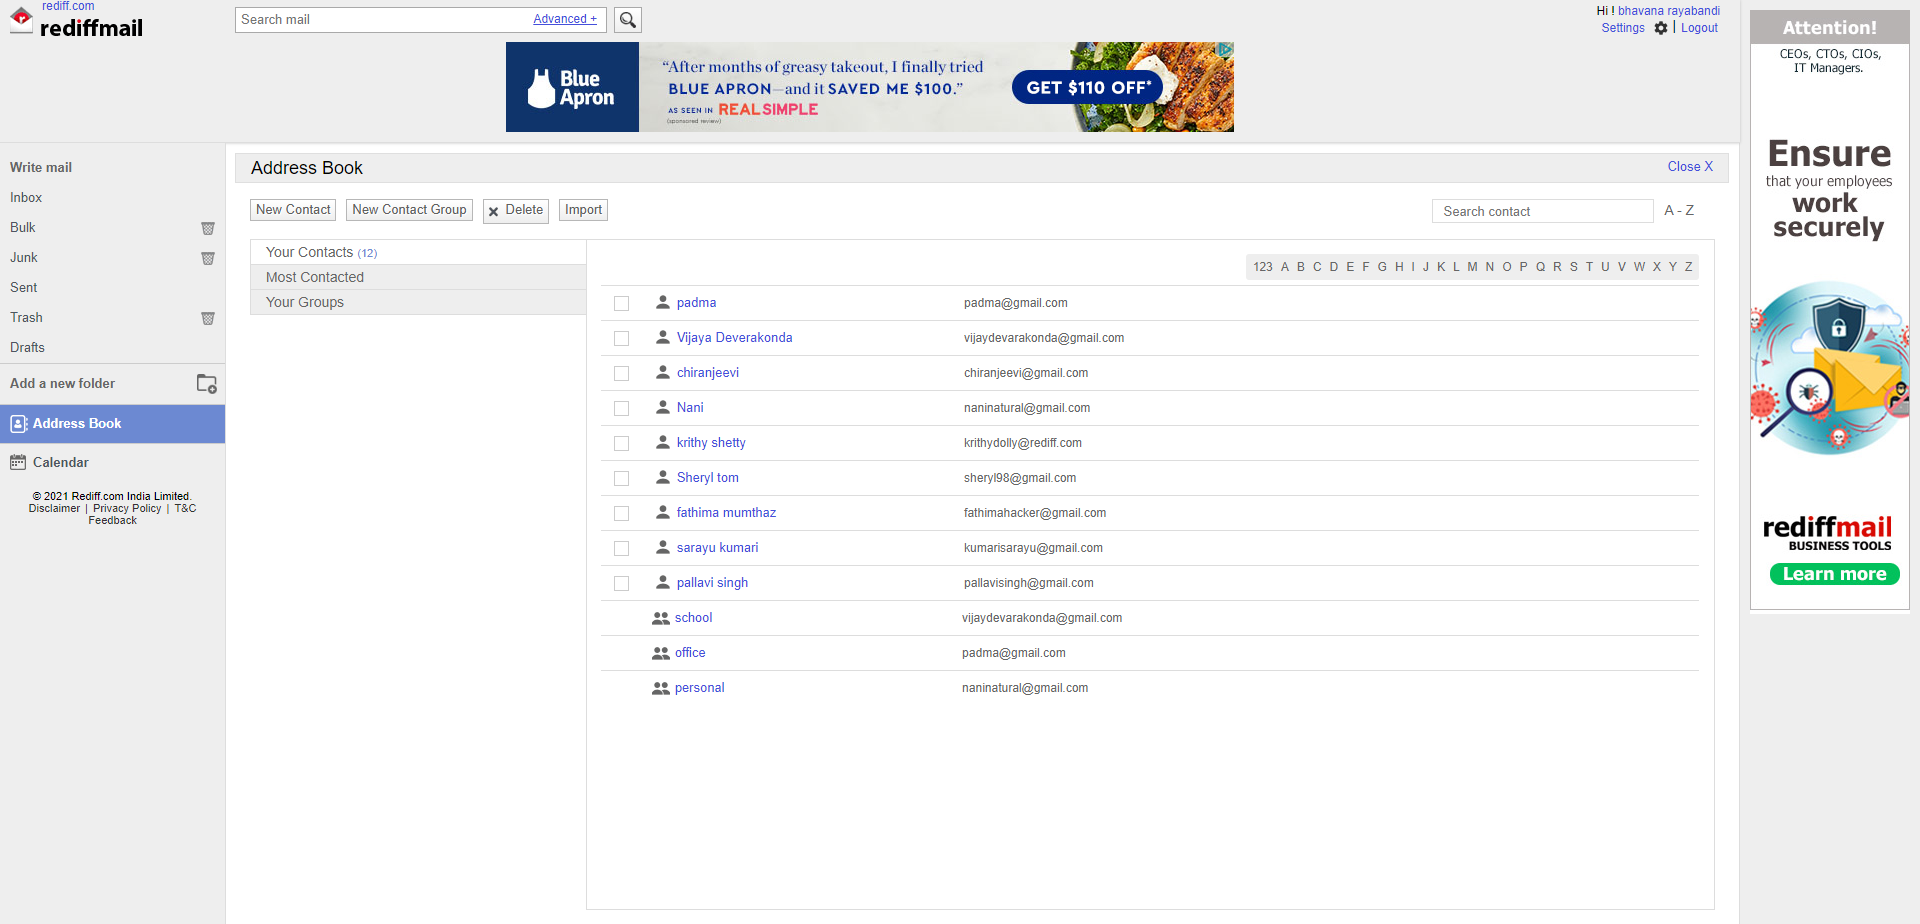 rediff.com
rediffmail
Search mail
Advanced +
Hi ! bhavana rayabandi
Settings | Logout
Blue Apron
“After months of greasy takeout, I finally tried
BLUE APRON—and it SAVED ME $100.”
AS SEEN IN REAL SIMPLE
(sponsored review)
GET $110 OFF*
Attention!
CEOs, CTOs, CIOs,
IT Managers.
Ensure
that your employees
work
securely
rediffmail
BUSINESS TOOLS
Learn more
Write mail
Inbox
Bulk
Junk
Sent
Trash
Drafts
Add a new folder
Address Book
Calendar
© 2021 Rediff.com India Limited.
Disclaimer | Privacy Policy | T&C
Feedback
Address Book
Close X
New Contact
New Contact Group
Delete
Import
Search contact
A - Z
Your Contacts (12)
Most Contacted
Your Groups
123 A B C D E F G H I J K L M N O P Q R S T U V W X Y Z
padma padma@gmail.com
Vijaya Deverakonda vijaydevarakonda@gmail.com
chiranjeevi chiranjeevi@gmail.com
Nani naninatural@gmail.com
krithy shetty krithydolly@rediff.com
Sheryl tom sheryl98@gmail.com
fathima mumthaz fathimahacker@gmail.com
sarayu kumari kumarisarayu@gmail.com
pallavi singh pallavisingh@gmail.com
school vijaydevarakonda@gmail.com
office padma@gmail.com
personal naninatural@gmail.com